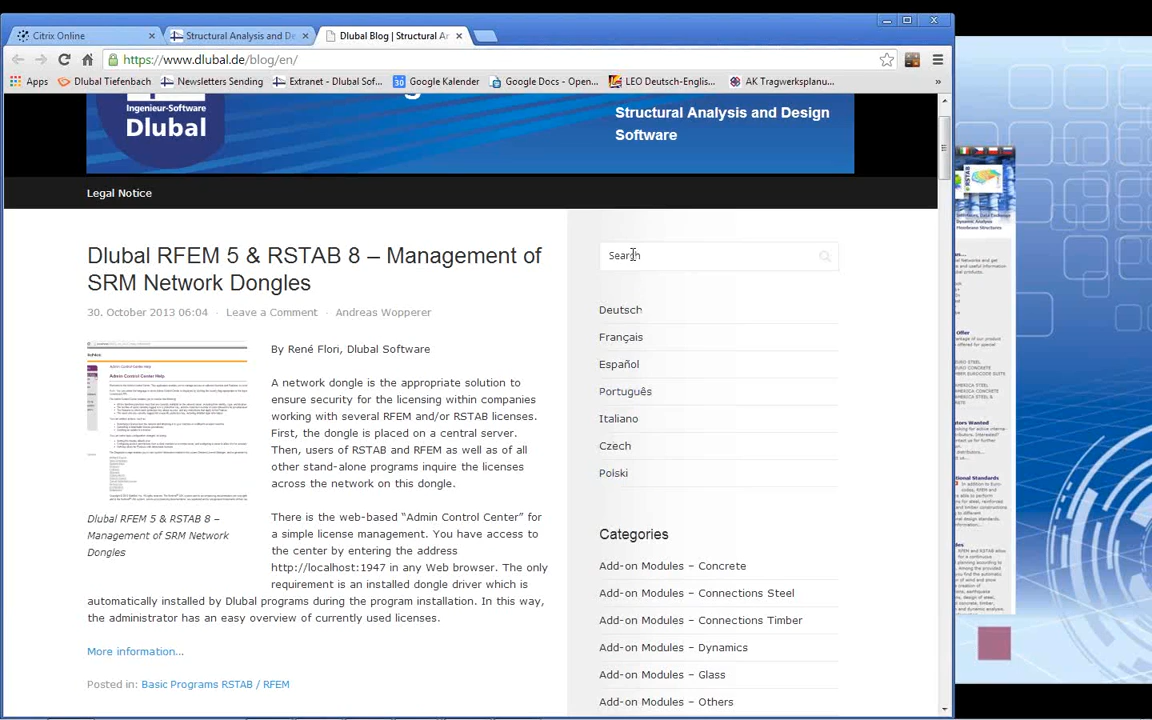 Citrix Online
Structural Analysis and De
Dlubal Blog | Structural Ar
https://www.dlubal.de/blog/en/
Apps
Dlubal Tiefenbach
Newsletters Sending
Extranet - Dlubal Sof...
30
Google Kalender
Google Docs - Open...
LEO Deutsch-Englis...
AK Tragwerksplanu...
»
Ingenieur-Software
Dlubal
Structural Analysis and Design
Software
Legal Notice
Dlubal RFEM 5 & RSTAB 8 – Management of
SRM Network Dongles
30. October 2013 06:04 · Leave a Comment · Andreas Wopperer
Admin Control Center Help
Dlubal RFEM 5 & RSTAB 8 –
Management of SRM Network
Dongles
By René Flori, Dlubal Software
A network dongle is the appropriate solution to
ensure security for the licensing within companies
working with several RFEM and/or RSTAB licenses.
First, the dongle is placed on a central server.
Then, users of RSTAB and RFEM as well as of all
other stand-alone programs inquire the licenses
across the network on this dongle.
There is the web-based “Admin Control Center” for
a simple license management. You have access to
the center by entering the address
http://localhost:1947 in any Web browser. The only
requirement is an installed dongle driver which is
automatically installed by Dlubal programs during the program installation. In this way,
the administrator has an easy overview of currently used licenses.
More information...
Posted in: Basic Programs RSTAB / RFEM
Search
Deutsch
Français
Español
Português
Italiano
Czech
Polski
Categories
Add-on Modules – Concrete
Add-on Modules – Connections Steel
Add-on Modules – Connections Timber
Add-on Modules – Dynamics
Add-on Modules – Glass
Add-on Modules – Others
RSTAB